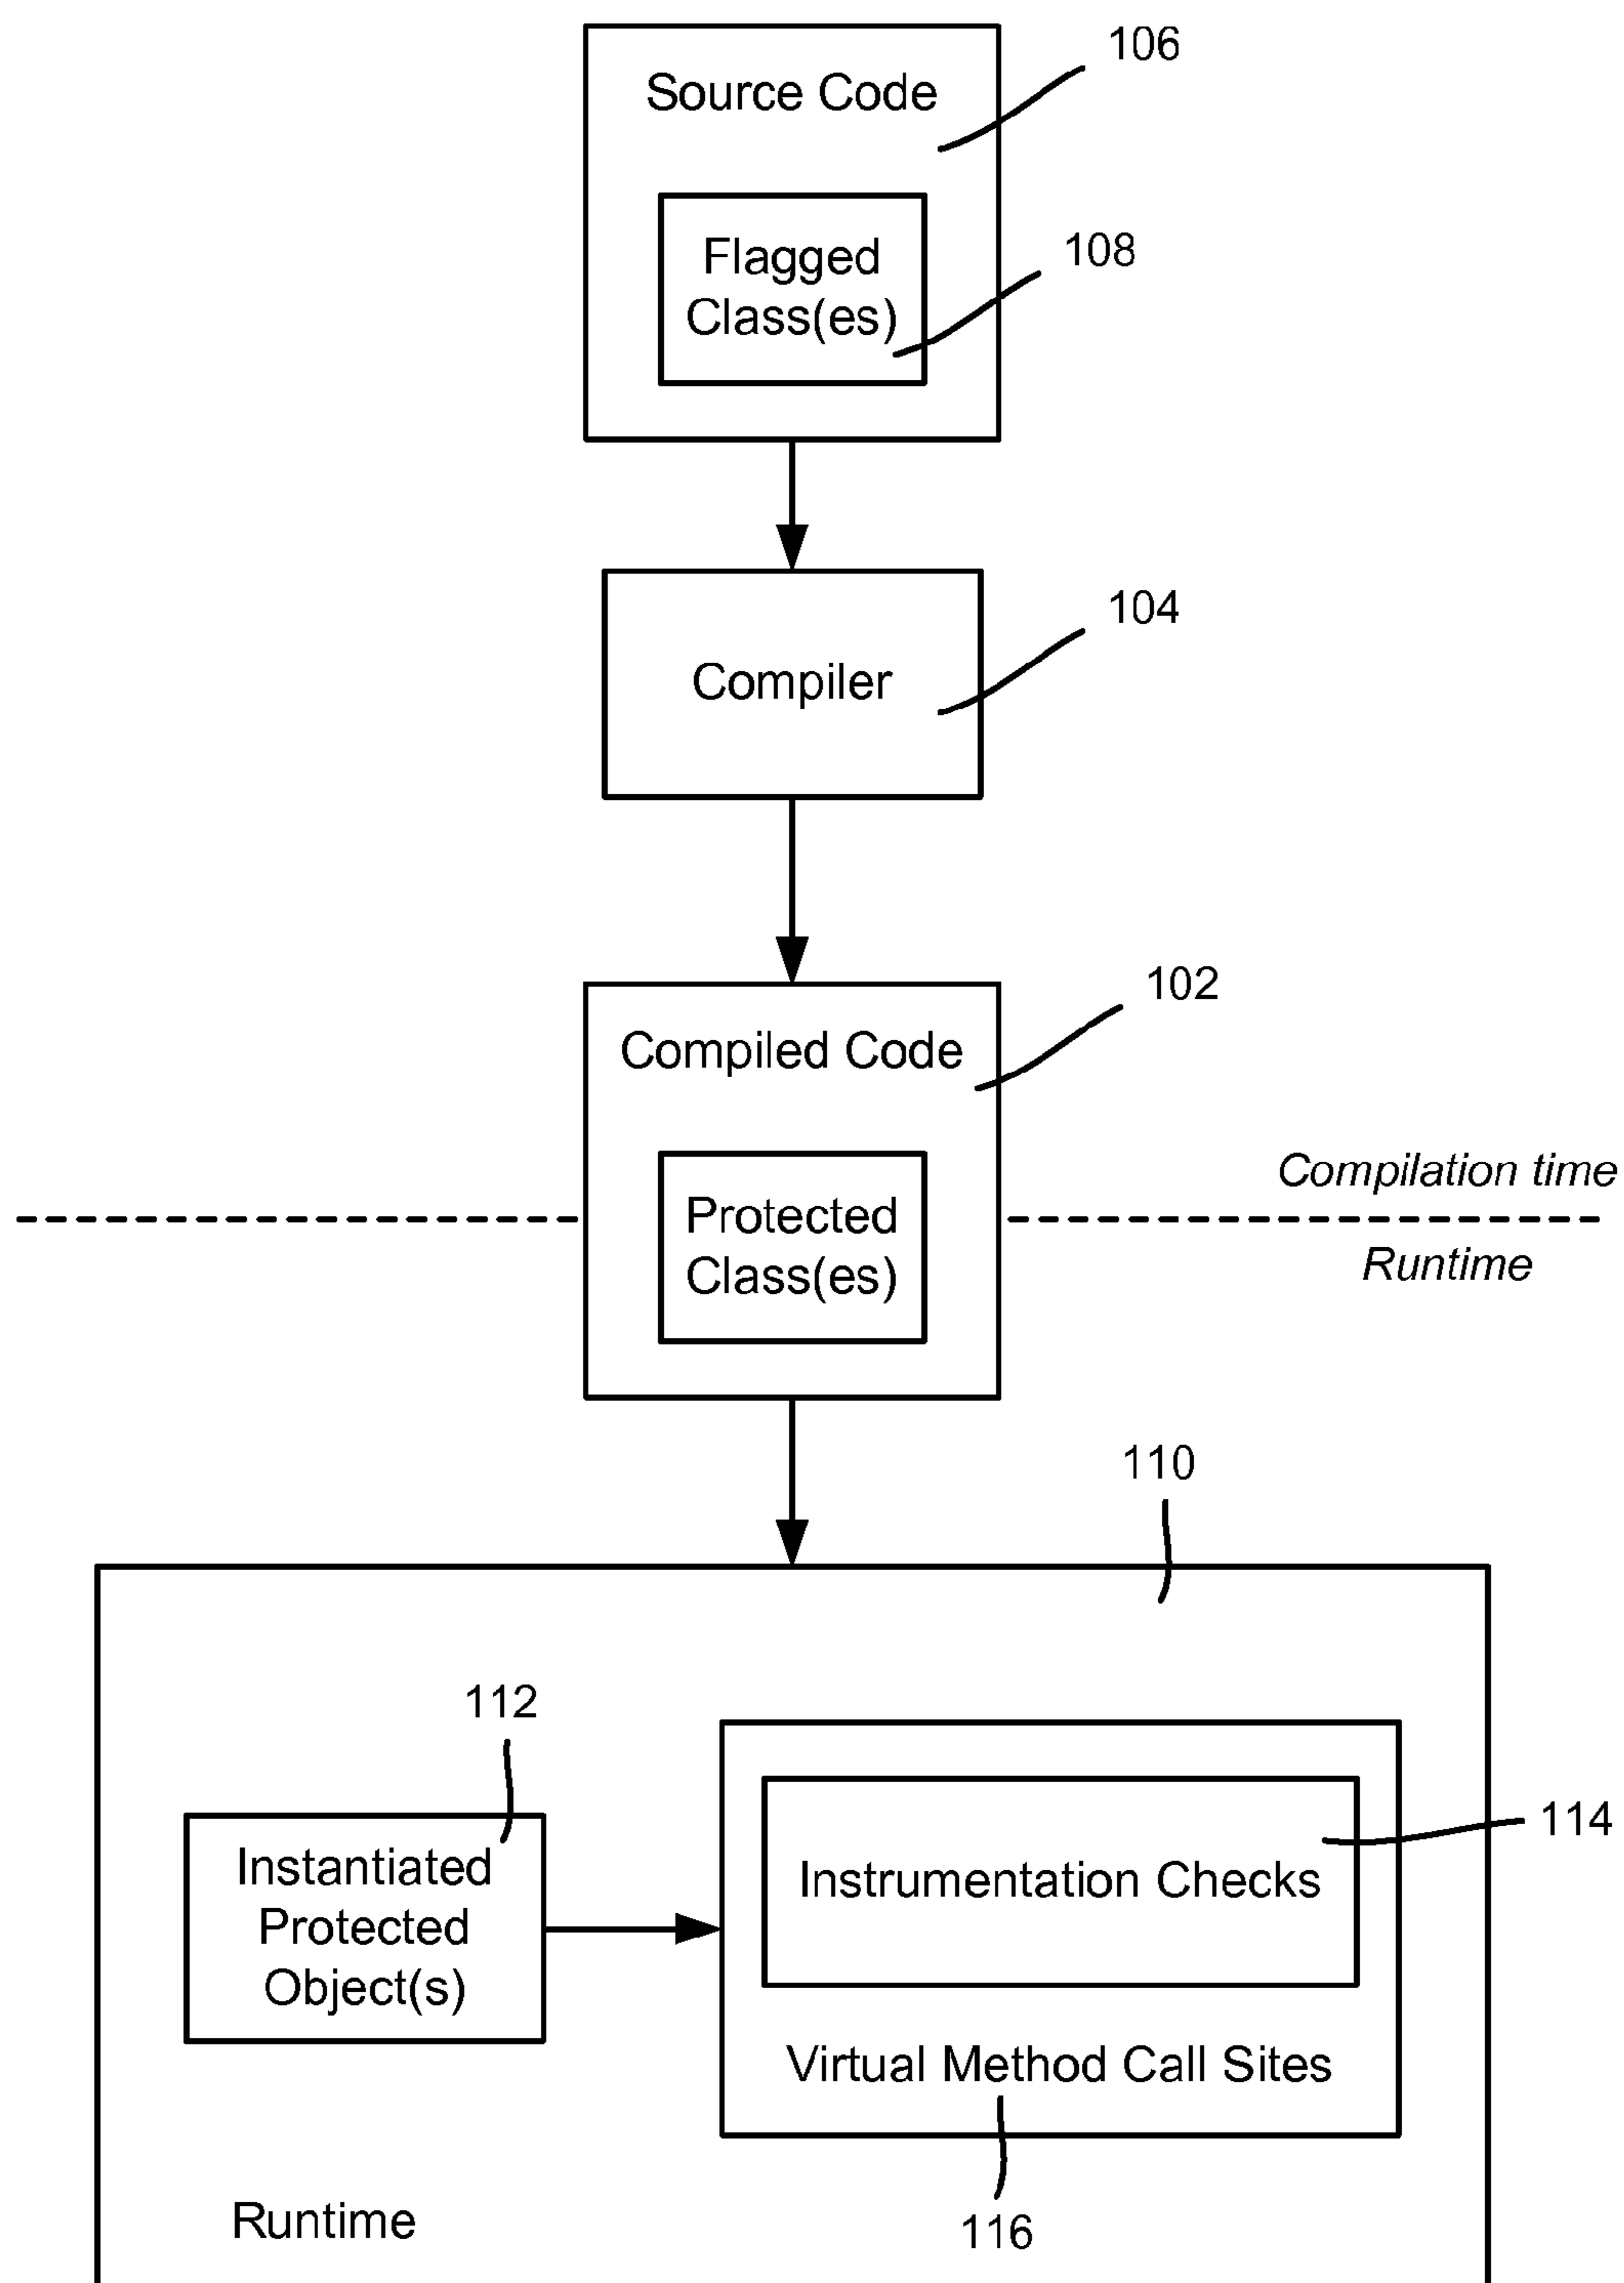 106
Source Code
108
Flagged
Class(es)
104
Compiler
102
Compiled Code
Compilation time
Protected
Class(es)
Runtime
110
112
114
Instantiated
Protected
Object(s)
Instrumentation Checks
Virtual Method Call Sites
116
Runtime